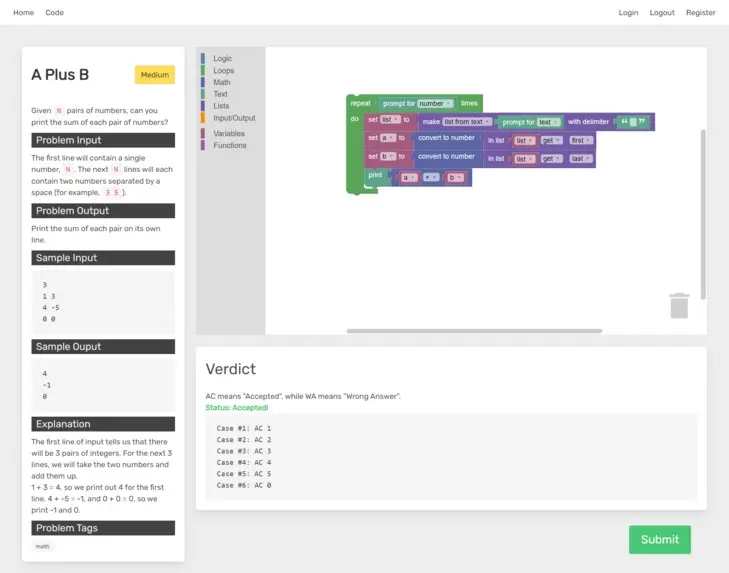 Home Code Login Logout Register
A Plus B Medium
Given N pairs of numbers, can you
print the sum of each pair of numbers?
Problem Input
The first line will contain a single
number, N . The next N lines will each
contain two numbers separated by a
space (for example, 3 5 ).
Problem Output
Print the sum of each pair on its own
line.
Sample Input
3
1 3
4 -5
0 0
Sample Ouput
4
-1
0
Explanation
The first line of input tells us that there
will be 3 pairs of integers. For the next 3
lines, we will take the two numbers and
add them up.
1 + 3 = 4, so we print out 4 for the first
line. 4 + -5 = -1, and 0 + 0 = 0, so we
print -1 and 0.
Problem Tags
math
Logic
Loops
Math
Text
Lists
Input/Output
Variables
Functions
repeat prompt for number times
do set list to make list from text prompt for text with delimiter “ ”
set a to convert to number in list list get first
set b to convert to number in list list get last
print a + b
Verdict
AC means "Accepted", while WA means "Wrong Answer".
Status: Accepted!
Case #1: AC 1
Case #2: AC 2
Case #3: AC 3
Case #4: AC 4
Case #5: AC 5
Case #6: AC 0
Submit